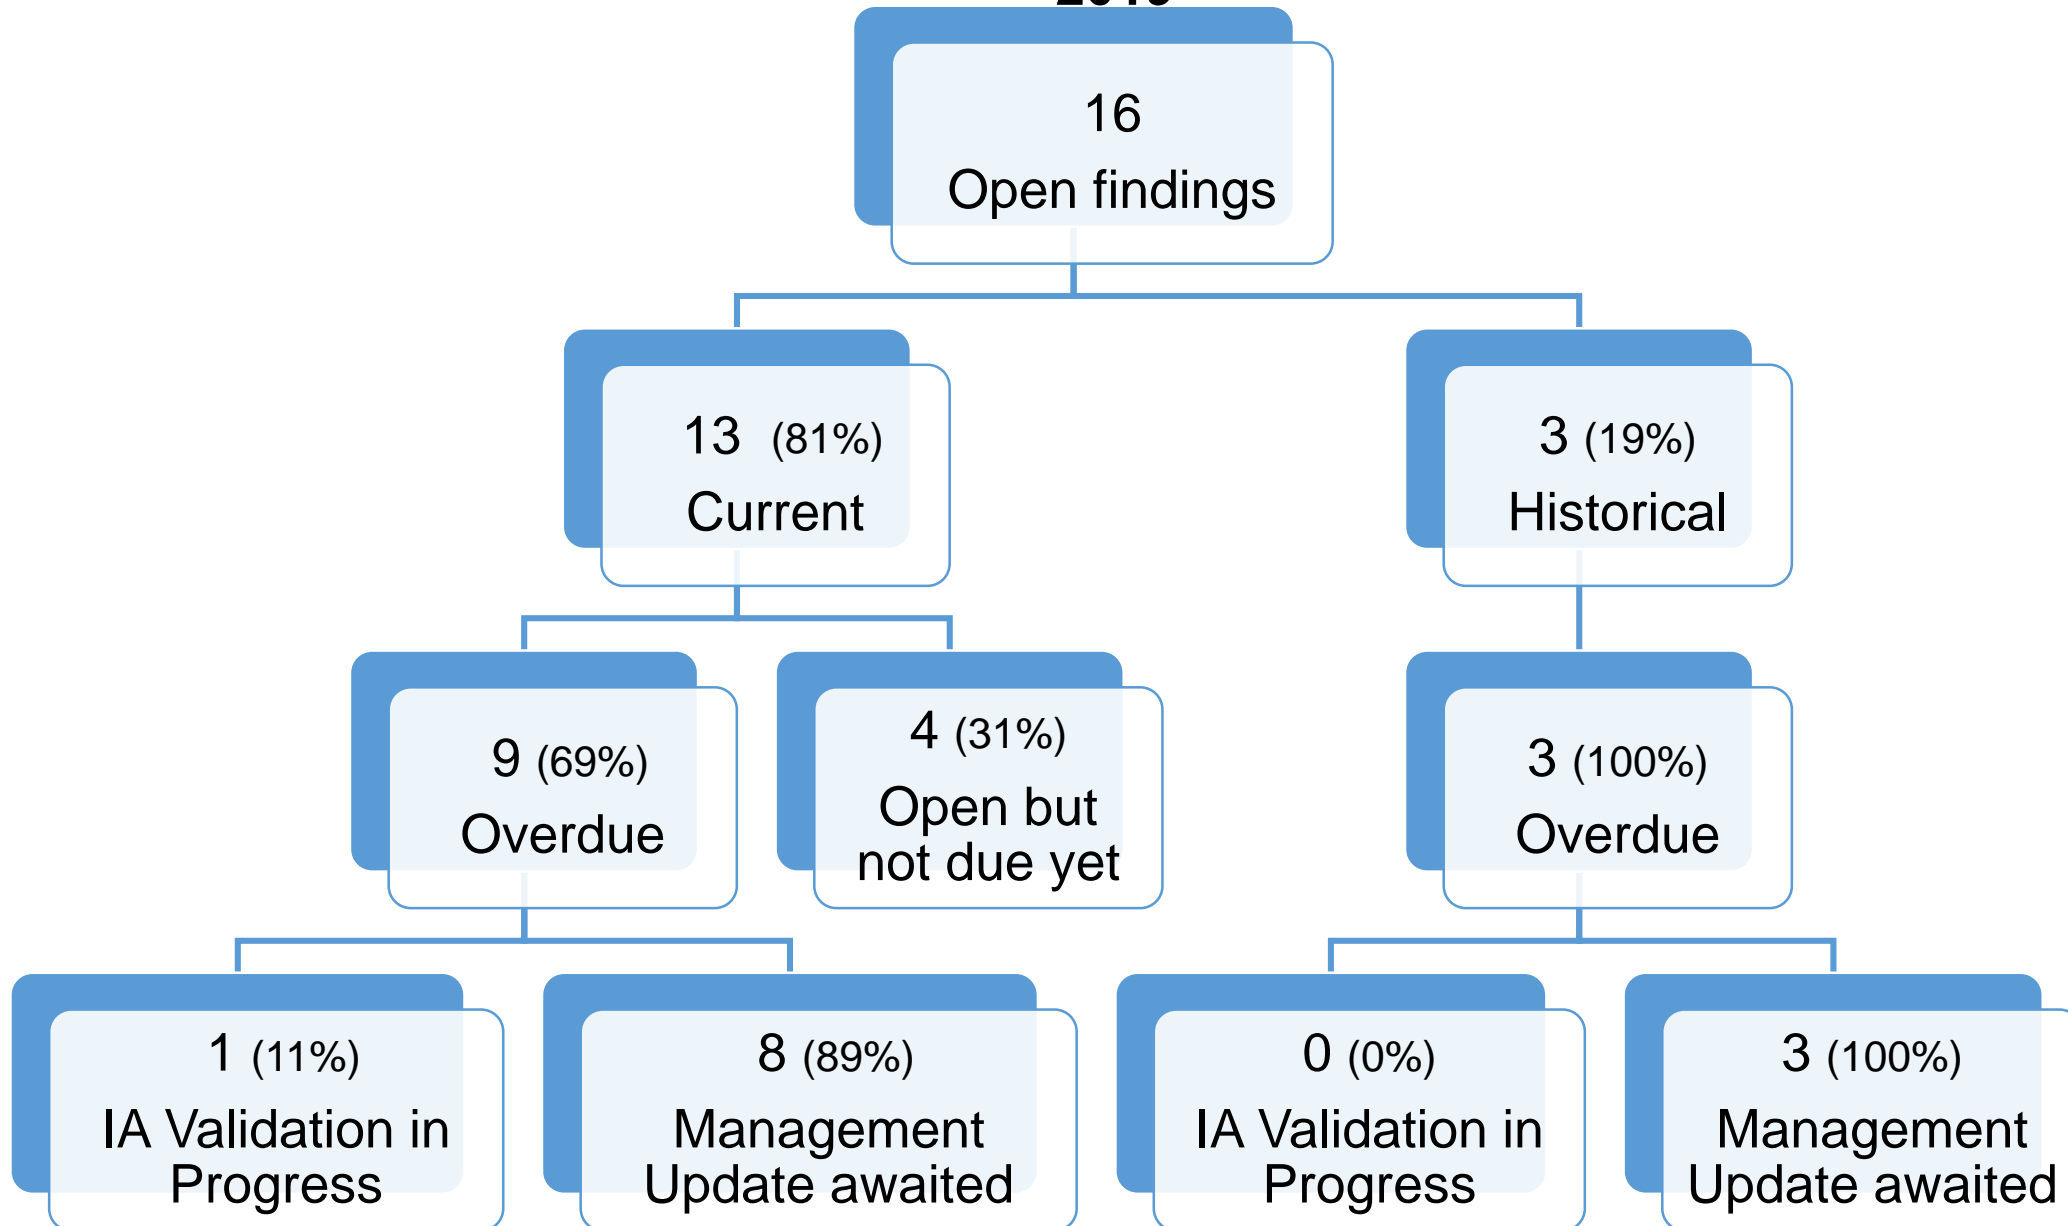 16
Open findings
13 (81%)
Current
3 (19%)
Historical
9 (69%)
Overdue
4 (31%)
Open but
not due yet
3 (100%)
Overdue
1 (11%)
IA Validation in
Progress
8 (89%)
Management
Update awaited
0 (0%)
IA Validation in
Progress
3 (100%)
Management
Update awaited